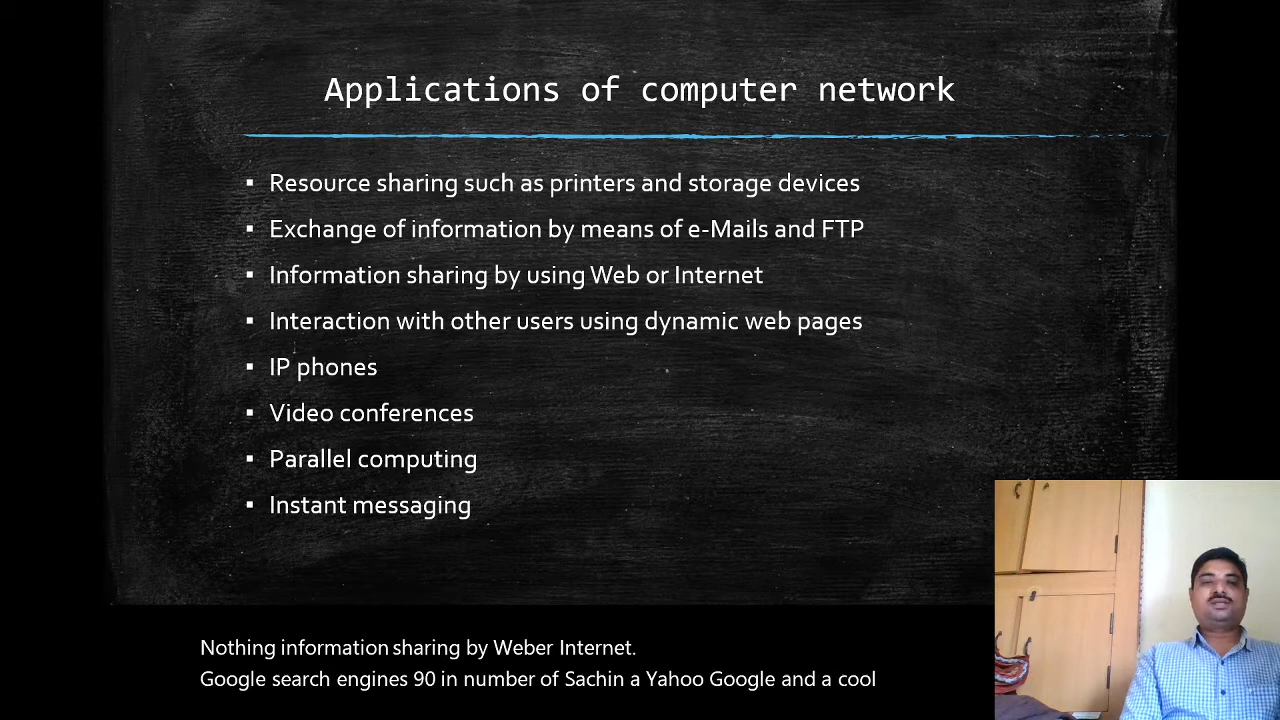 Applications of computer network
▪ Resource sharing such as printers and storage devices
▪ Exchange of information by means of e-Mails and FTP
▪ Information sharing by using Web or Internet
▪ Interaction with other users using dynamic web pages
▪ IP phones
▪ Video conferences
▪ Parallel computing
▪ Instant messaging
Nothing information sharing by Weber Internet.
Google search engines 90 in number of Sachin a Yahoo Google and a cool